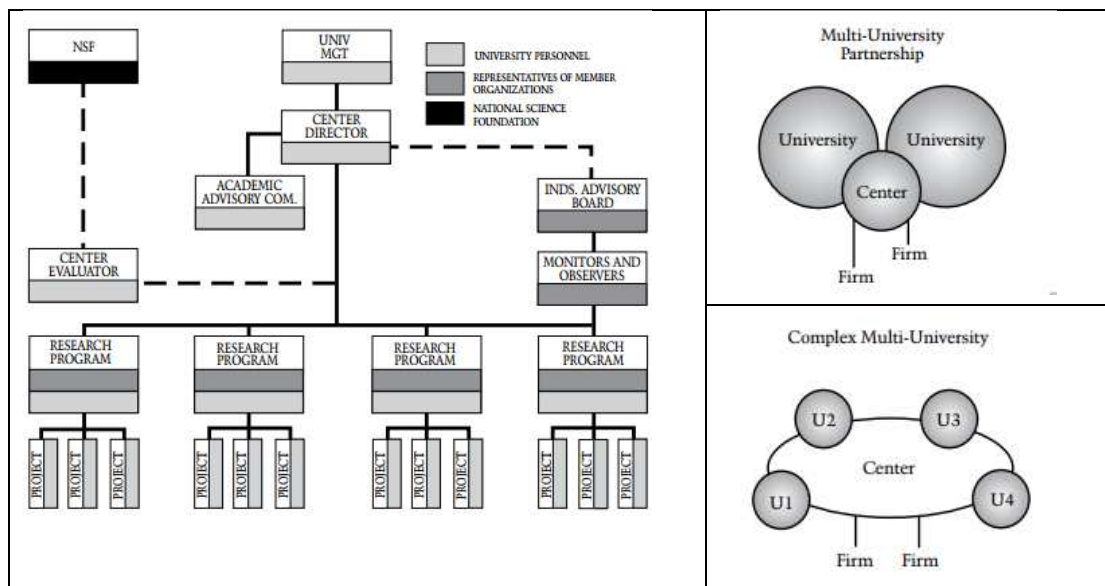 NSF
UNIV
MGT
UNIVERSITY PERSONNEL
REPRESENTATIVES OF MEMBER
ORGANIZATIONS
NATIONAL SCIENCE
FOUNDATION
CENTER
DIRECTOR
ACADEMIC
ADVISORY COM.
INDS. ADVISORY
BOARD
CENTER
EVALUATOR
MONITORS AND
OBSERVERS
RESEARCH
PROGRAM
RESEARCH
PROGRAM
RESEARCH
PROGRAM
RESEARCH
PROGRAM
PROJECT
PROJECT
PROJECT
PROJECT
PROJECT
PROJECT
PROJECT
PROJECT
PROJECT
PROJECT
PROJECT
PROJECT
Multi-University
Partnership
University
University
Center
Firm
Firm
Complex Multi-University
U2
U3
Center
U1
U4
Firm
Firm